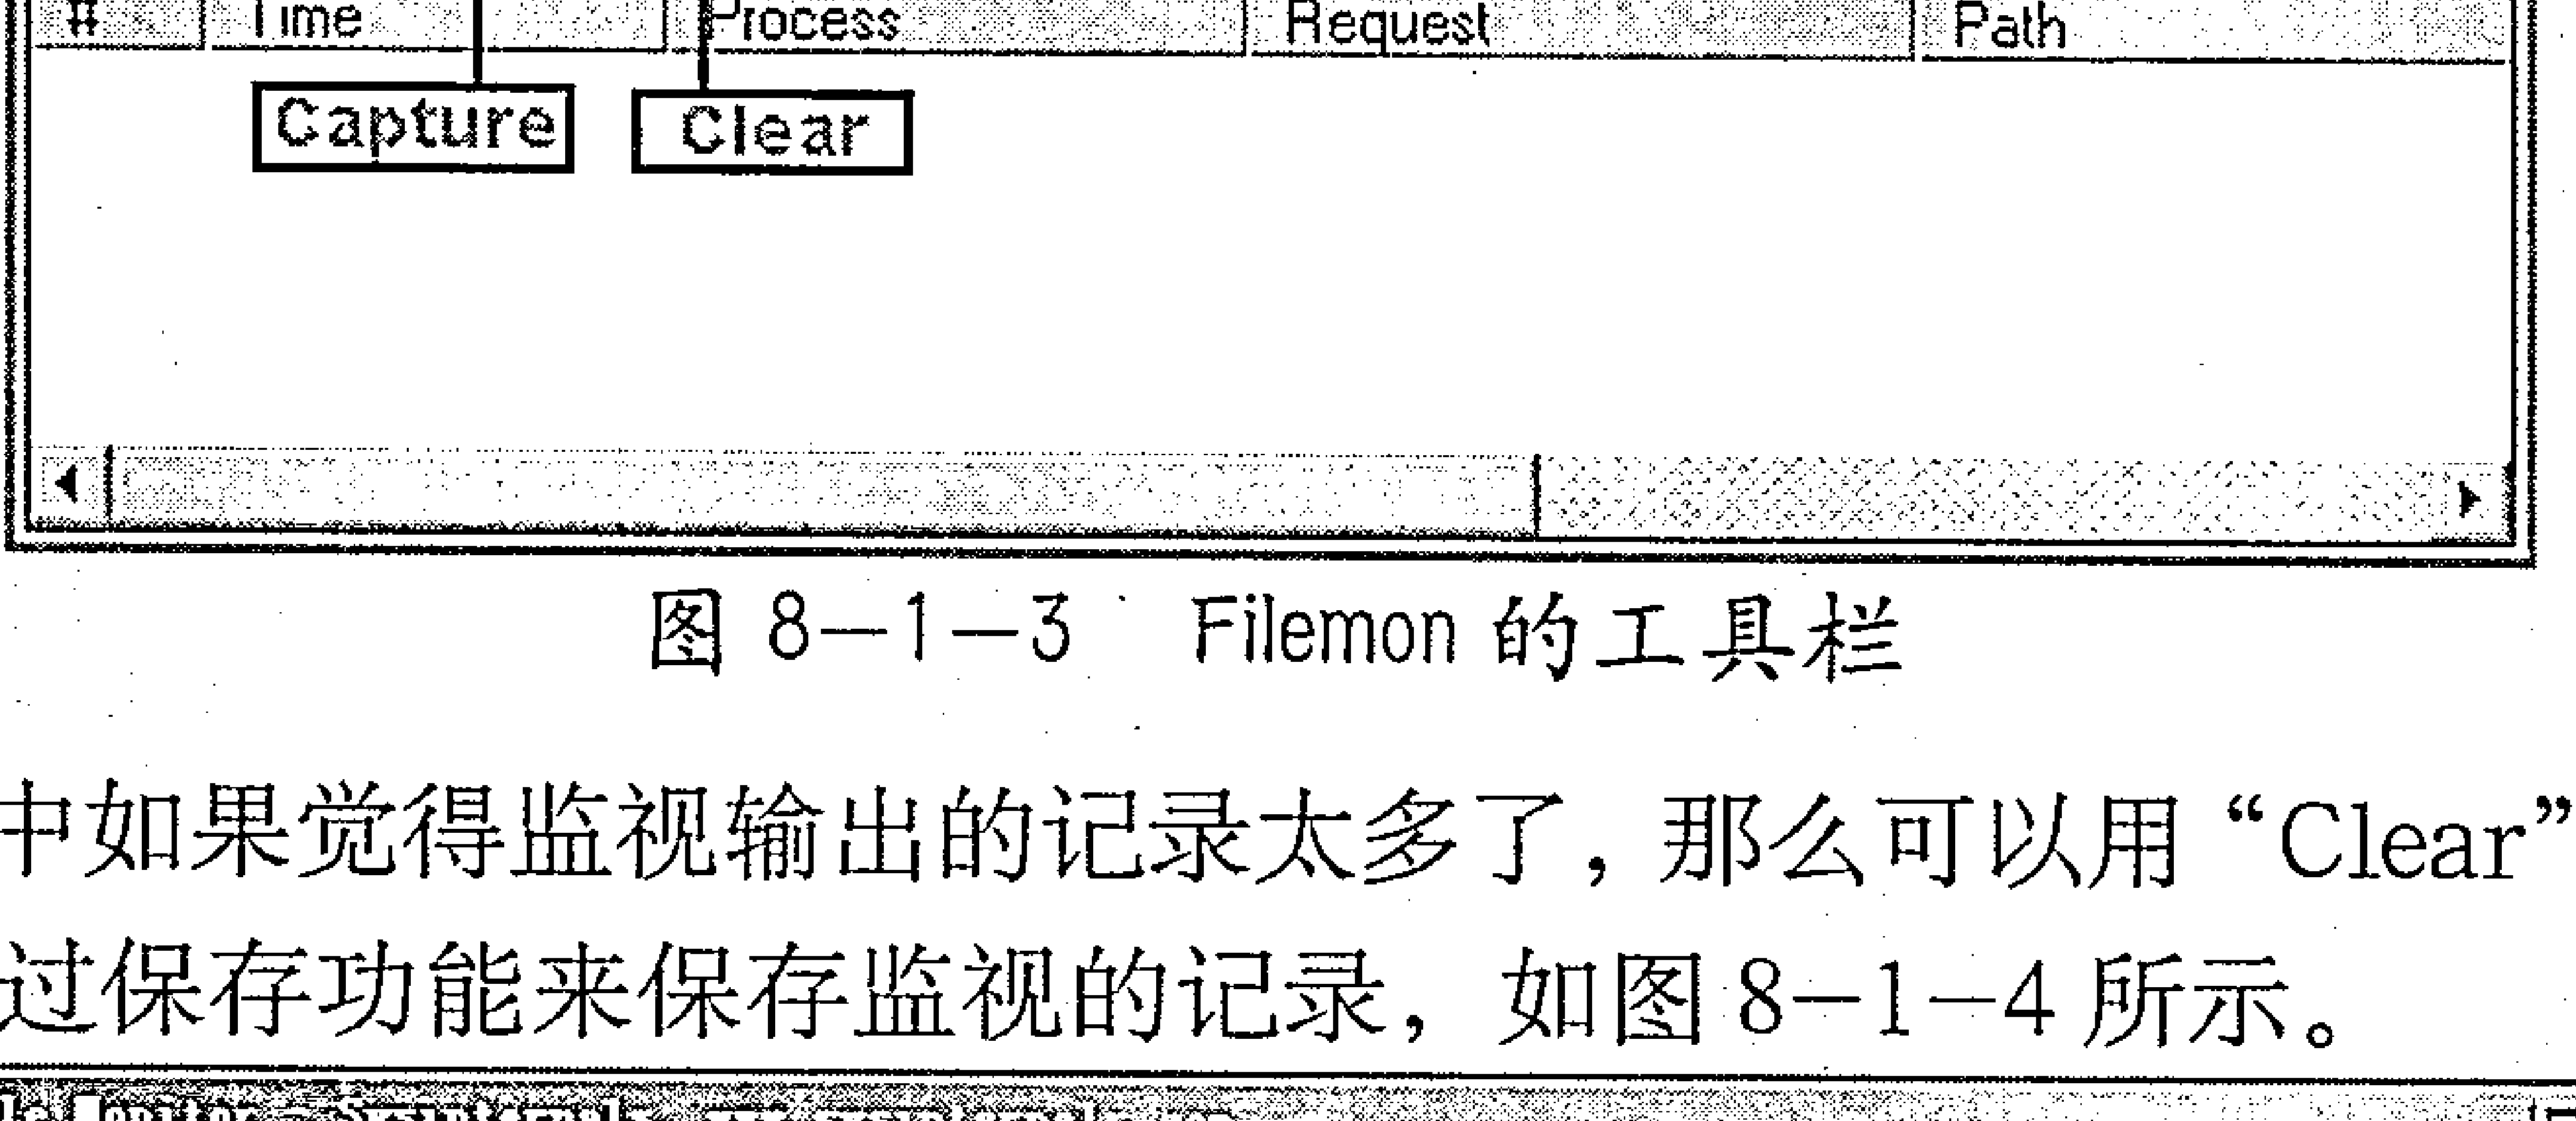 # Time Process Request Path
Capture Clear
图 8-1-3 Filemon 的工具栏
中如果觉得监视输出的记录太多了，那么可以用“Clear”
过保存功能来保存监视的记录，如图 8-1-4 所示。